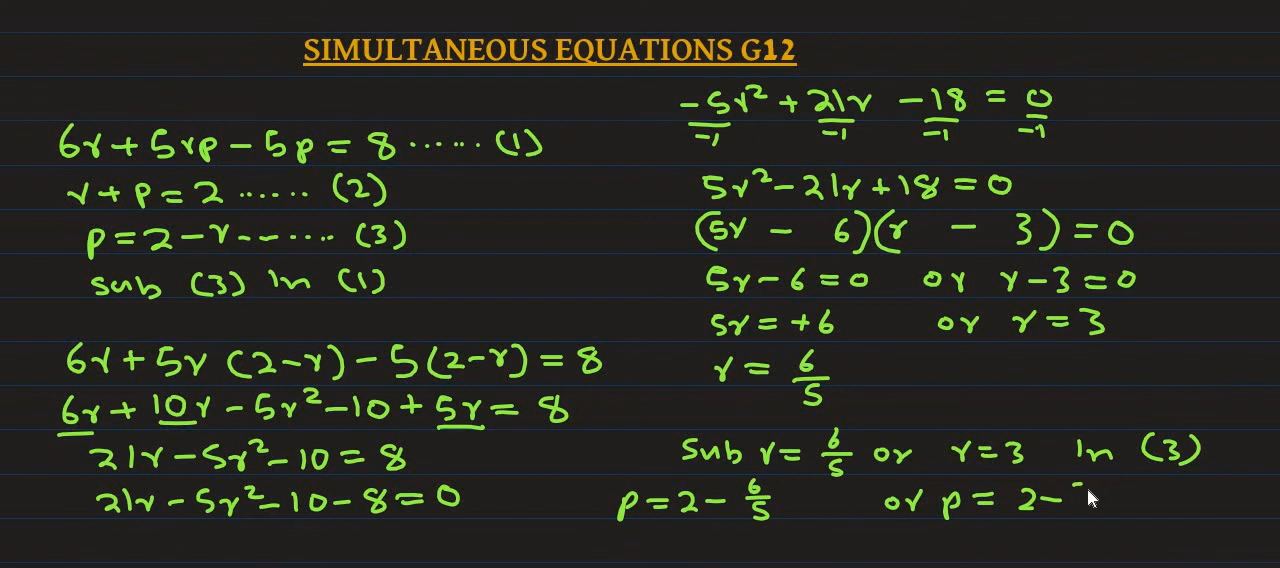 SIMULTANEOUS EQUATIONS G12
6r + 5rp - 5p = 8 ...... (1)
r + p = 2 ...... (2)
p = 2 - r ...... (3)
sub (3) in (1)
6r + 5r (2-r) - 5 (2-r) = 8
6r + 10r - 5r² - 10 + 5r = 8
21r - 5r² - 10 = 8
21r - 5r² - 10 - 8 = 0
-5r² + 21r - 18 = 0
-1 -1 -1 -1
5r² - 21r + 18 = 0
(5r - 6)(r - 3) = 0
5r - 6 = 0 or r - 3 = 0
5r = +6 or r = 3
r = 6/5
sub r = 6/5 or r = 3 in (3)
p = 2 - 6/5 or p = 2 -